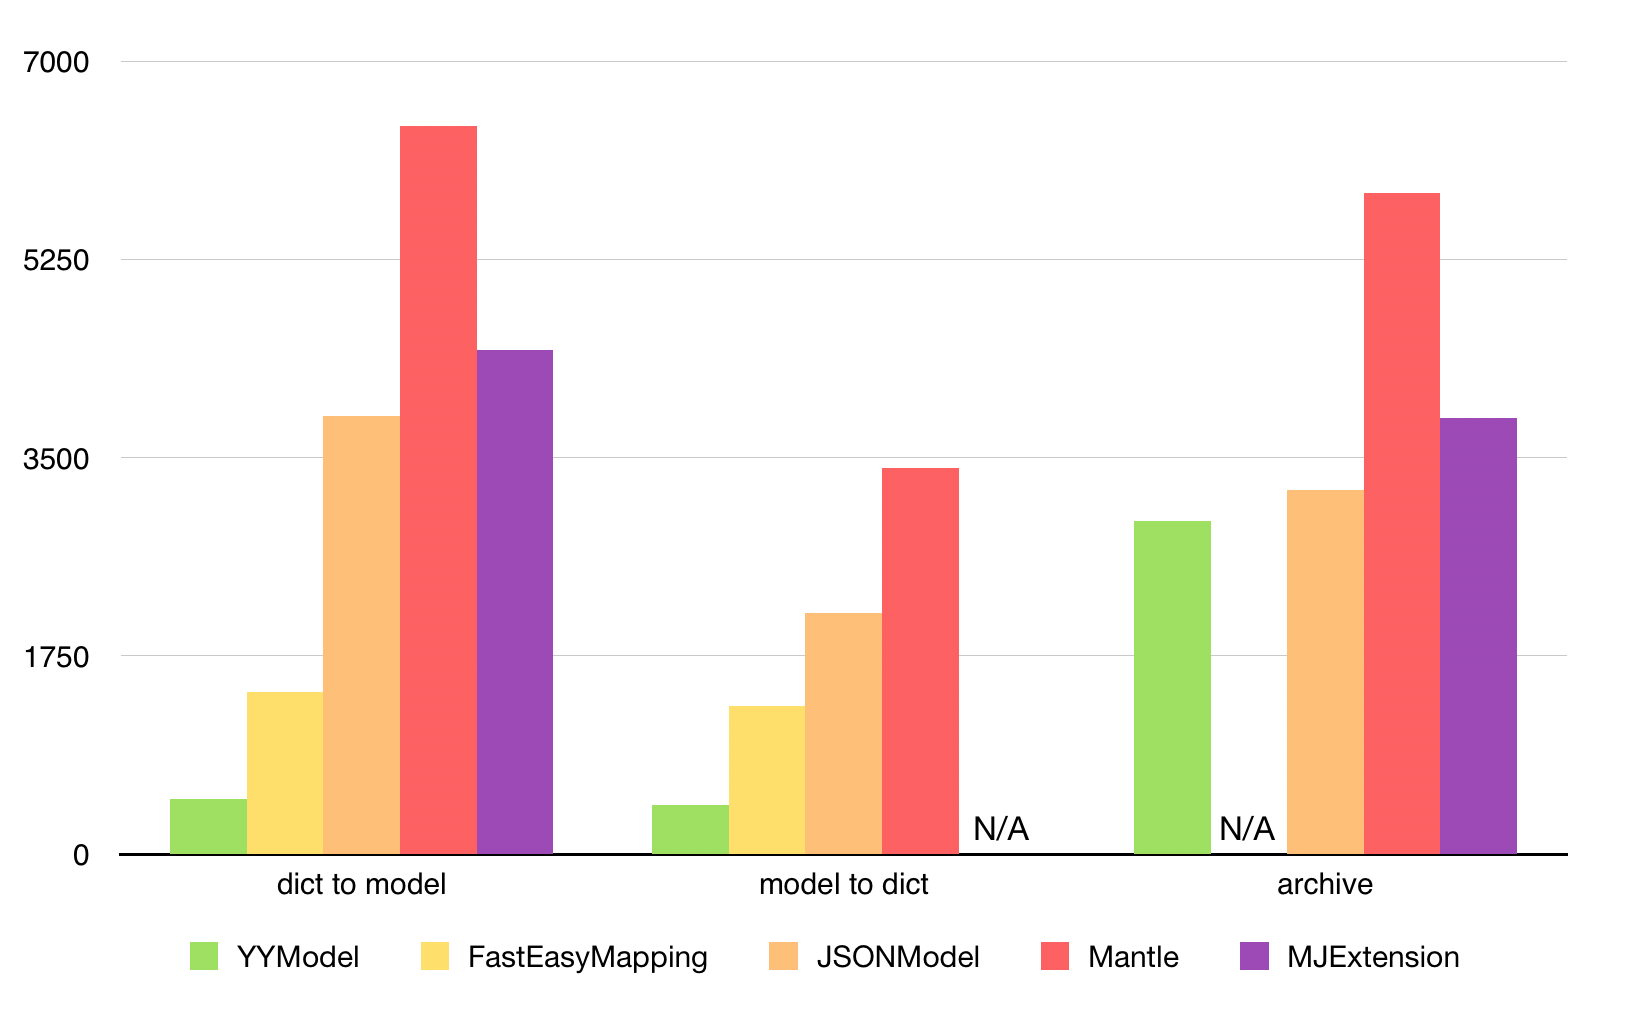 7000
5250
3500
1750
0
N/A
N/A
dict to model
model to dict
archive
YYModel
FastEasyMapping
JSONModel
Mantle
MJExtension